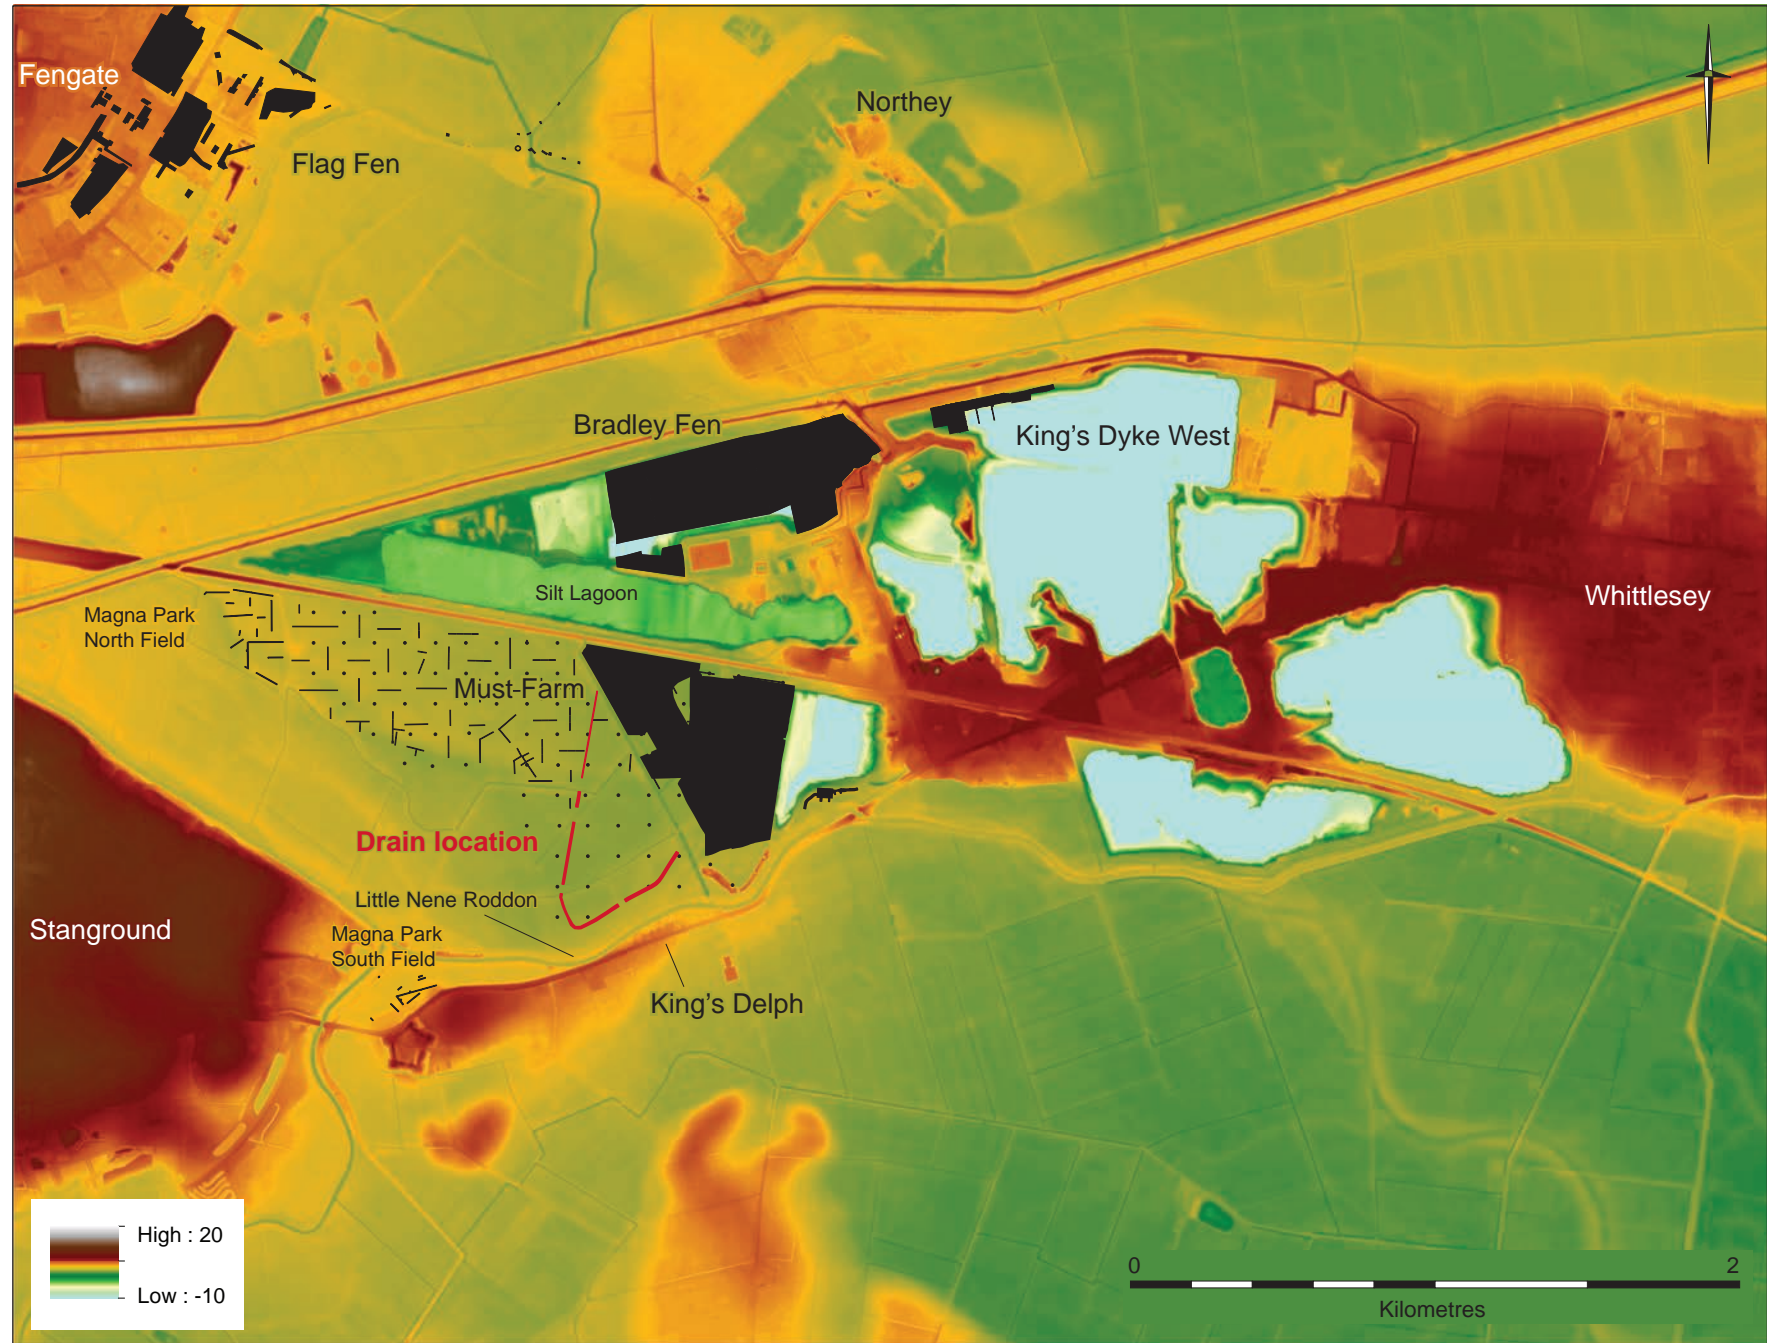 Fengate
Northey
Flag Fen
Bradley Fen
King's Dyke West
Silt Lagoon
Whittlesey
Magna Park
North Field
Must-Farm
Drain location
Little Nene Roddon
Stanground
Magna Park
South Field
King's Delph
High : 20
Low : -10
0 2
Kilometres